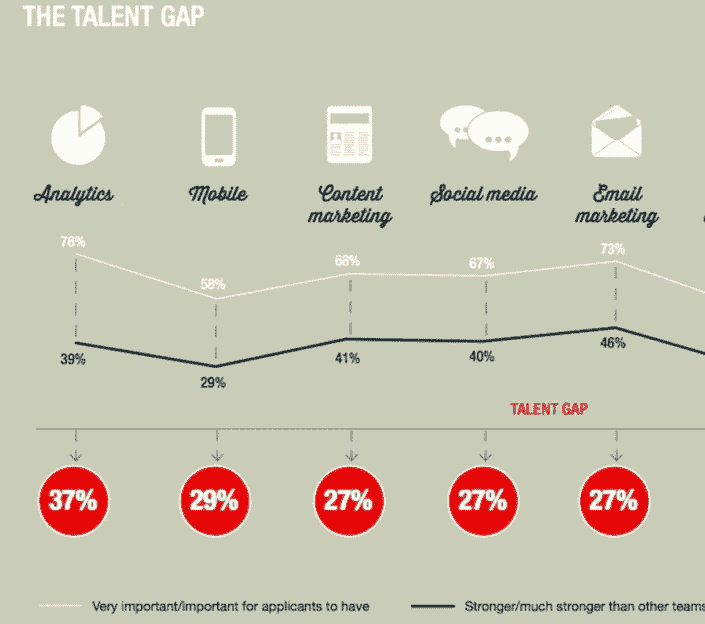 THE TALENT GAP
Analytics
Mobile
Content
marketing
Social media
Email
marketing
76%
58%
68%
67%
73%
39%
29%
41%
40%
46%
TALENT GAP
37%
29%
27%
27%
27%
Very important/important for applicants to have
Stronger/much stronger than other teams